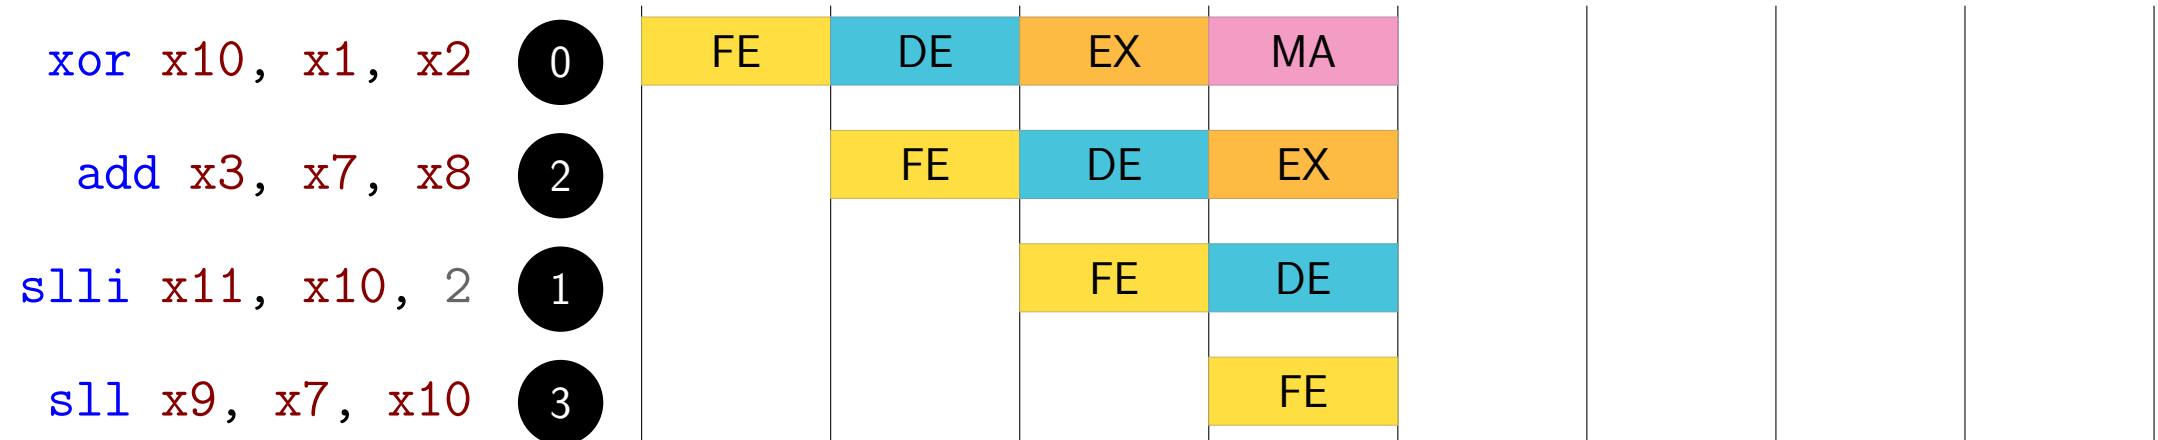 xor x10, x1, x2 0 FE DE EX MA
add x3, x7, x8 2 FE DE EX
slli x11, x10, 2 1 FE DE
sll x9, x7, x10 3 FE